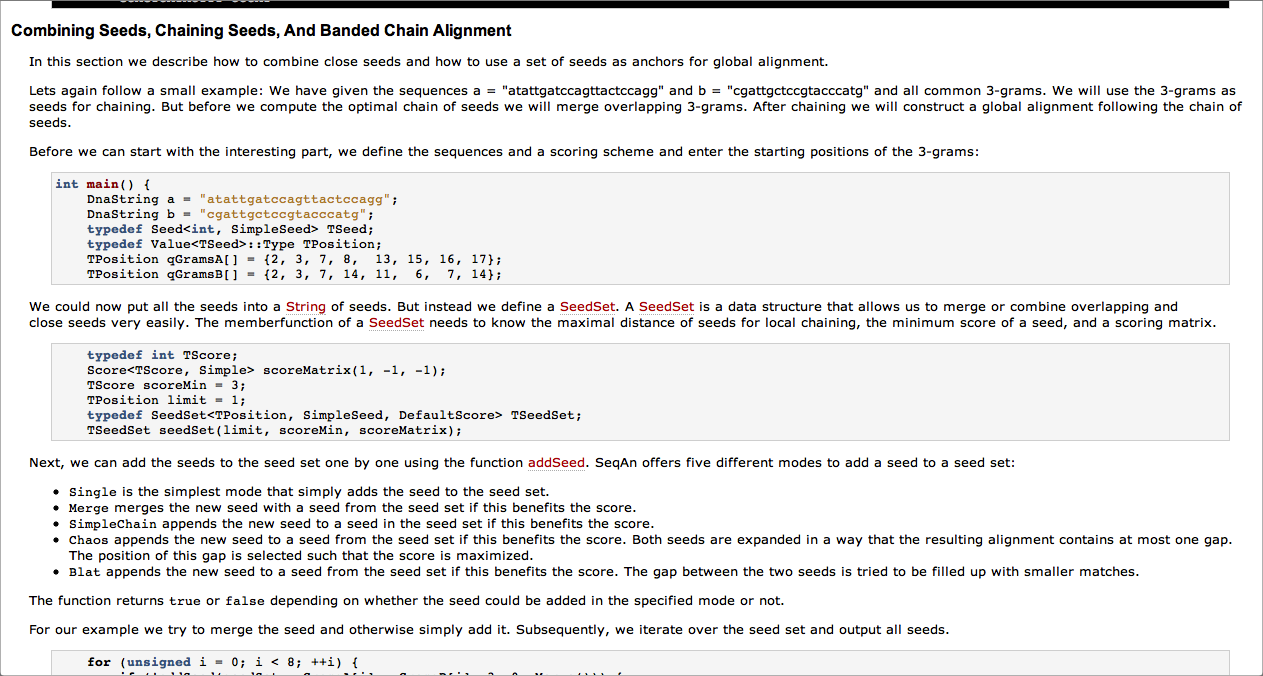 Combining Seeds, Chaining Seeds, And Banded Chain Alignment
In this section we describe how to combine close seeds and how to use a set of seeds as anchors for global alignment.
Lets again follow a small example: We have given the sequences a = "atattgatccagttactccagg" and b = "cgattgctccgtacccatg" and all common 3-grams. We will use the 3-grams as
seeds for chaining. But before we compute the optimal chain of seeds we will merge overlapping 3-grams. After chaining we will construct a global alignment following the chain of
seeds.
Before we can start with the interesting part, we define the sequences and a scoring scheme and enter the starting positions of the 3-grams:
int main() {
    DnaString a = "atattgatccagttactccagg";
    DnaString b = "cgattgctccgtacccatg";
    typedef Seed<int, SimpleSeed> TSeed;
    typedef Value<TSeed>::Type TPosition;
    TPosition qGramsA[] = {2, 3, 7, 8,  13, 15, 16, 17};
    TPosition qGramsB[] = {2, 3, 7, 14, 11,  6,  7, 14};
We could now put all the seeds into a String of seeds. But instead we define a SeedSet. A SeedSet is a data structure that allows us to merge or combine overlapping and
close seeds very easily. The memberfunction of a SeedSet needs to know the maximal distance of seeds for local chaining, the minimum score of a seed, and a scoring matrix.
    typedef int TScore;
    Score<TScore, Simple> scoreMatrix(1, -1, -1);
    TScore scoreMin = 3;
    TPosition limit = 1;
    typedef SeedSet<TPosition, SimpleSeed, DefaultScore> TSeedSet;
    TSeedSet seedSet(limit, scoreMin, scoreMatrix);
Next, we can add the seeds to the seed set one by one using the function addSeed. SeqAn offers five different modes to add a seed to a seed set:
• Single is the simplest mode that simply adds the seed to the seed set.
• Merge merges the new seed with a seed from the seed set if this benefits the score.
• SimpleChain appends the new seed to a seed in the seed set if this benefits the score.
• Chaos appends the new seed to a seed from the seed set if this benefits the score. Both seeds are expanded in a way that the resulting alignment contains at most one gap.
The position of this gap is selected such that the score is maximized.
• Blat appends the new seed to a seed from the seed set if this benefits the score. The gap between the two seeds is tried to be filled up with smaller matches.
The function returns true or false depending on whether the seed could be added in the specified mode or not.
For our example we try to merge the seed and otherwise simply add it. Subsequently, we iterate over the seed set and output all seeds.
    for (unsigned i = 0; i < 8; ++i) {